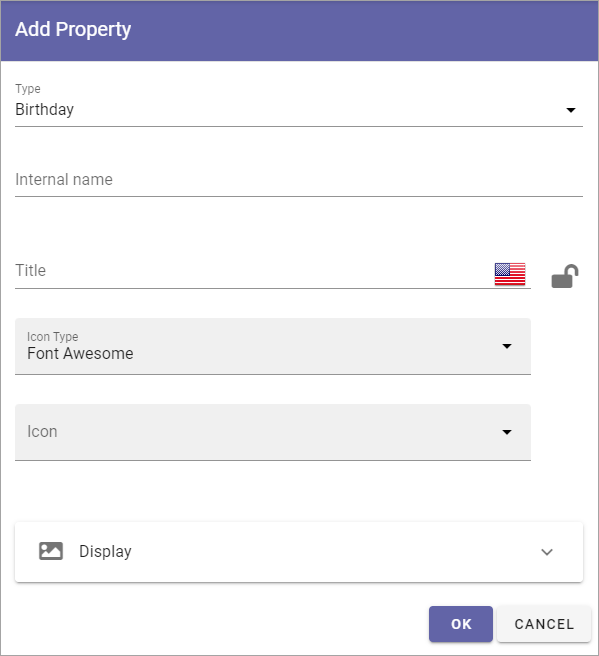 Add Property
Type
Birthday
Internal name
Title
Icon Type
Font Awesome
Icon
Display
OK
CANCEL